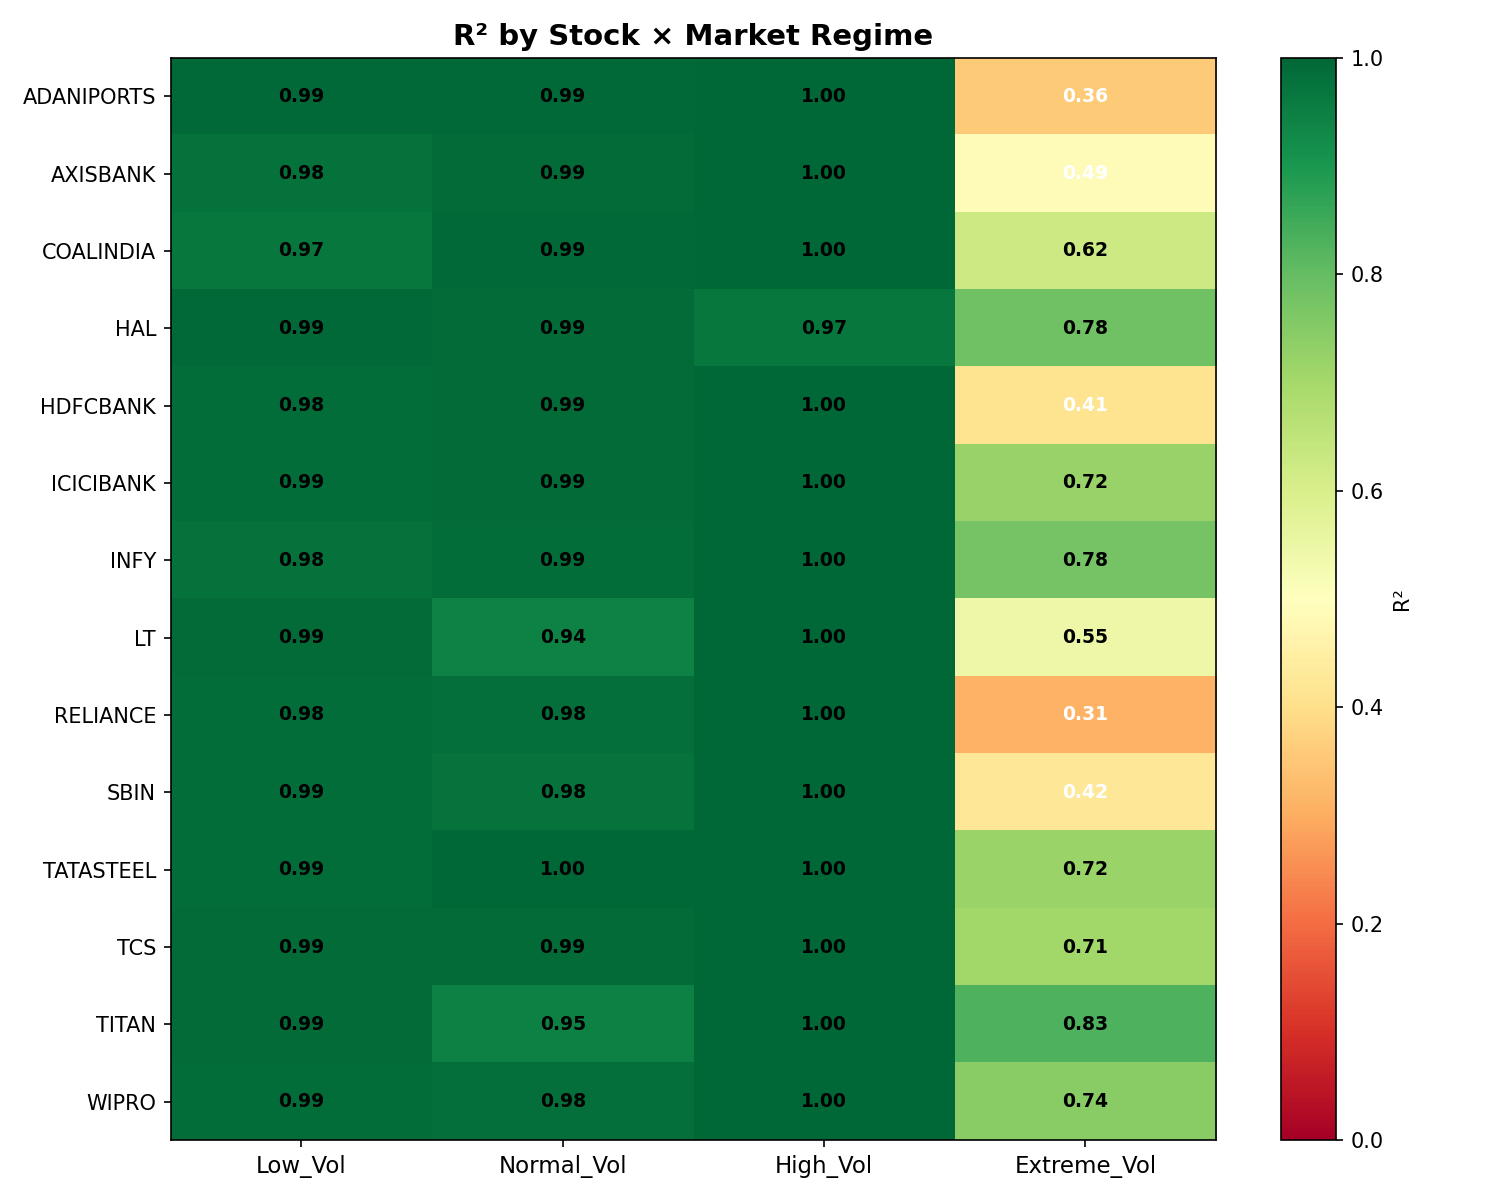 R² by Stock × Market Regime
ADANIPORTS 0.99 0.99 1.00 0.36
AXISBANK 0.98 0.99 1.00 0.49
COALINDIA 0.97 0.99 1.00 0.62
HAL 0.99 0.99 0.97 0.78
HDFCBANK 0.98 0.99 1.00 0.41
ICICIBANK 0.99 0.99 1.00 0.72
INFY 0.98 0.99 1.00 0.78
LT 0.99 0.94 1.00 0.55
RELIANCE 0.98 0.98 1.00 0.31
SBIN 0.99 0.98 1.00 0.42
TATASTEEL 0.99 1.00 1.00 0.72
TCS 0.99 0.99 1.00 0.71
TITAN 0.99 0.95 1.00 0.83
WIPRO 0.99 0.98 1.00 0.74
Low_Vol Normal_Vol High_Vol Extreme_Vol
1.0
0.8
0.6
0.4
0.2
0.0
R²